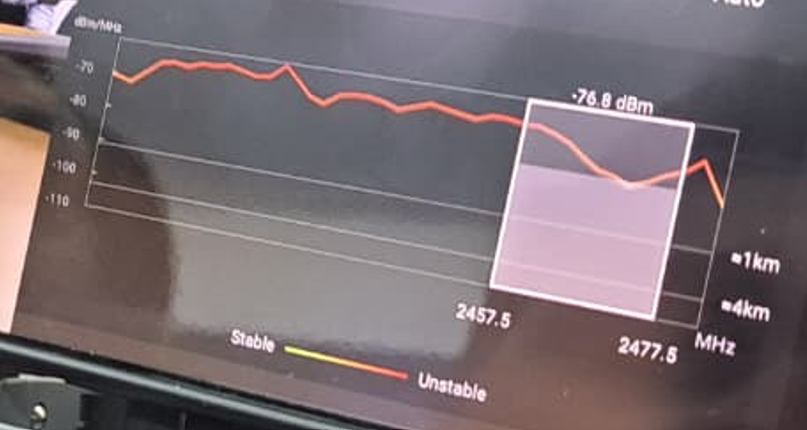 dBm/MHz
-70
-80
-90
-100
-110
-76.8 dBm
≈1km
≈4km
2457.5
2477.5
MHz
Stable
Unstable